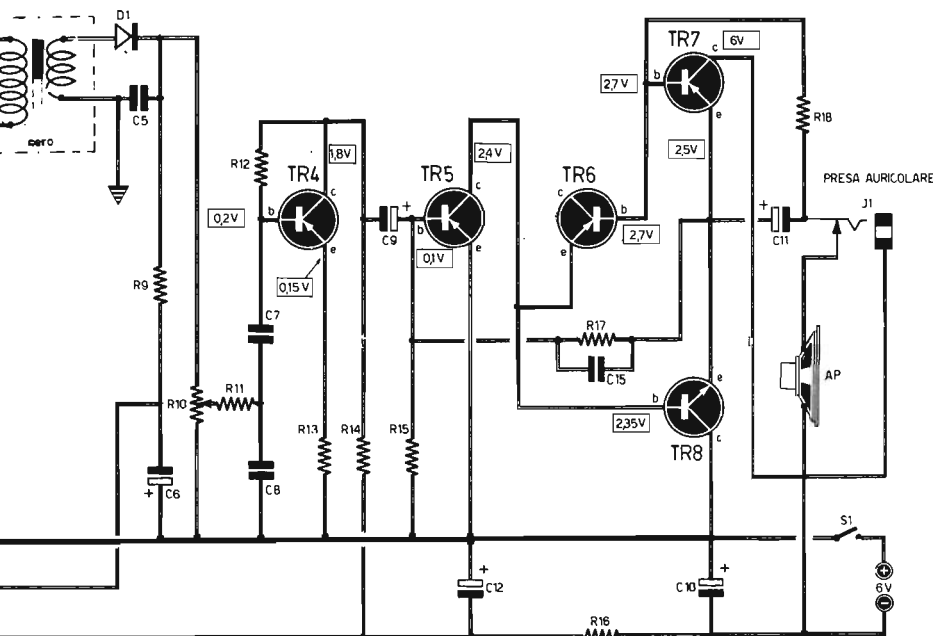 D1
TR7
c
6V
b
2,7V
C5
nero
e
R18
R12
1,8V
2,4V
2,5V
TR4
TR5
TR6
PRESA AURICOLARE
c
c
c
J1
0,2V
b
+
C9
b
b
+
C11
2,7V
e
e
e
0,1V
R9
0,15V
C7
R17
e
AP
C15
R10
R11
b
2,35V
c
R13
R14
R15
TR8
C8
+
C6
S1
+
C12
+
C10
+
6V
−
R16